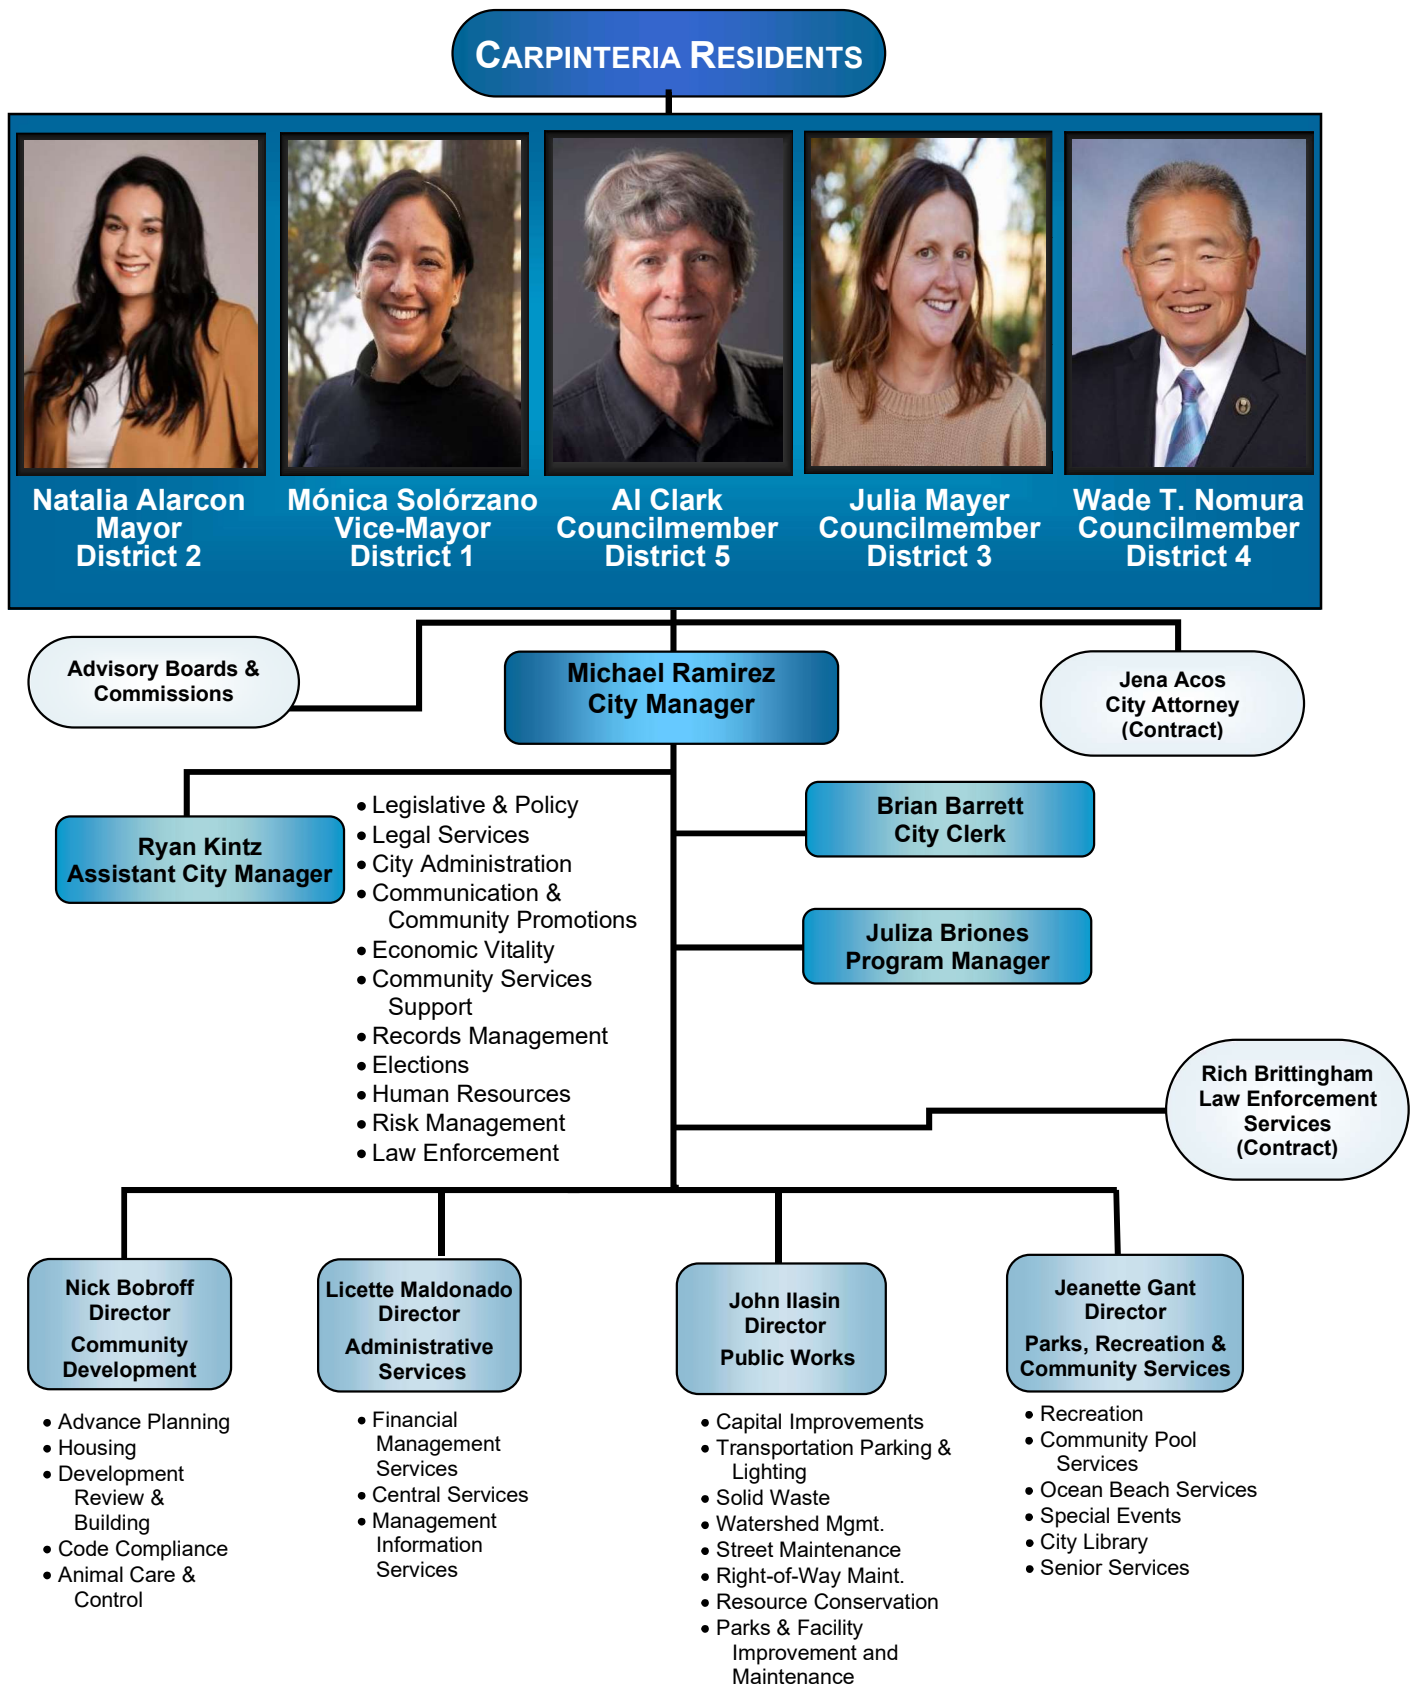 CARPINTERIA RESIDENTS
Natalia Alarcon
Mayor
District 2
Mónica Solórzano
Vice-Mayor
District 1
Al Clark
Councilmember
District 5
Julia Mayer
Councilmember
District 3
Wade T. Nomura
Councilmember
District 4
Advisory Boards &
Commissions
Michael Ramirez
City Manager
Jena Acos
City Attorney
(Contract)
Ryan Kintz
Assistant City Manager
• Legislative & Policy
• Legal Services
• City Administration
• Communication &
Community Promotions
• Economic Vitality
• Community Services
Support
• Records Management
• Elections
• Human Resources
• Risk Management
• Law Enforcement
Brian Barrett
City Clerk
Juliza Briones
Program Manager
Rich Brittingham
Law Enforcement
Services
(Contract)
Nick Bobroff
Director
Community
Development
• Advance Planning
• Housing
• Development
Review &
Building
• Code Compliance
• Animal Care &
Control
Licette Maldonado
Director
Administrative
Services
• Financial
Management
Services
• Central Services
• Management
Information
Services
John Ilasin
Director
Public Works
• Capital Improvements
• Transportation Parking &
Lighting
• Solid Waste
• Watershed Mgmt.
• Street Maintenance
• Right-of-Way Maint.
• Resource Conservation
• Parks & Facility
Improvement and
Maintenance
Jeanette Gant
Director
Parks, Recreation &
Community Services
• Recreation
• Community Pool
Services
• Ocean Beach Services
• Special Events
• City Library
• Senior Services